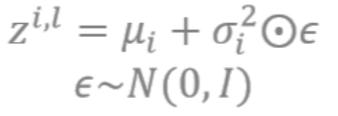 z^{i,l} = μ_i + σ_i^2 ⊙ ϵ
ϵ~N(0, I)